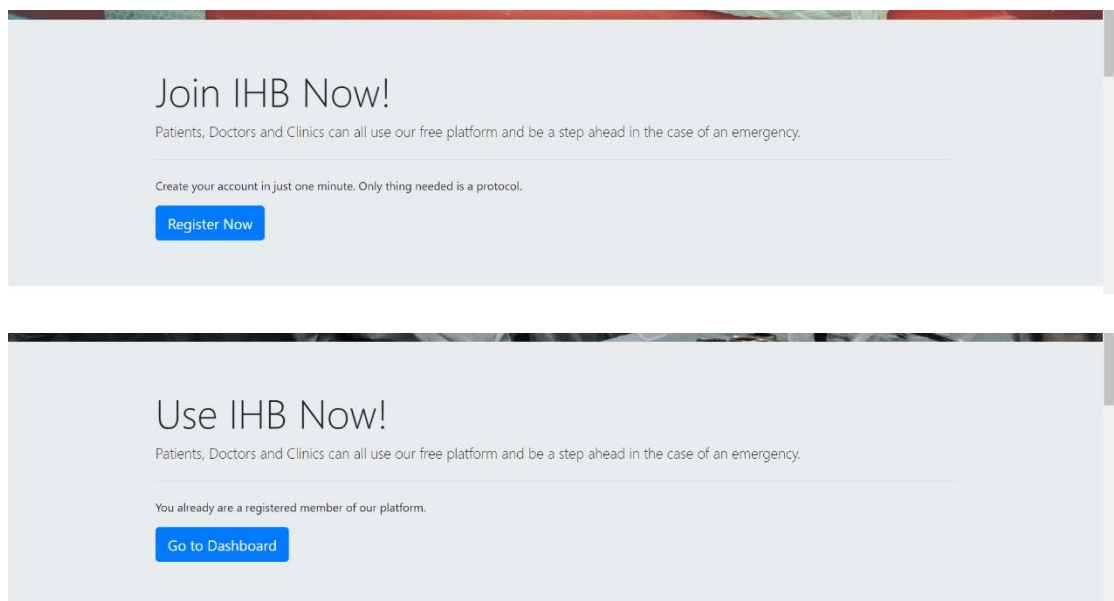 Join IHB Now!
Patients, Doctors and Clinics can all use our free platform and be a step ahead in the case of an emergency.
Create your account in just one minute. Only thing needed is a protocol.
Register Now
Use IHB Now!
Patients, Doctors and Clinics can all use our free platform and be a step ahead in the case of an emergency.
You already are a registered member of our platform.
Go to Dashboard